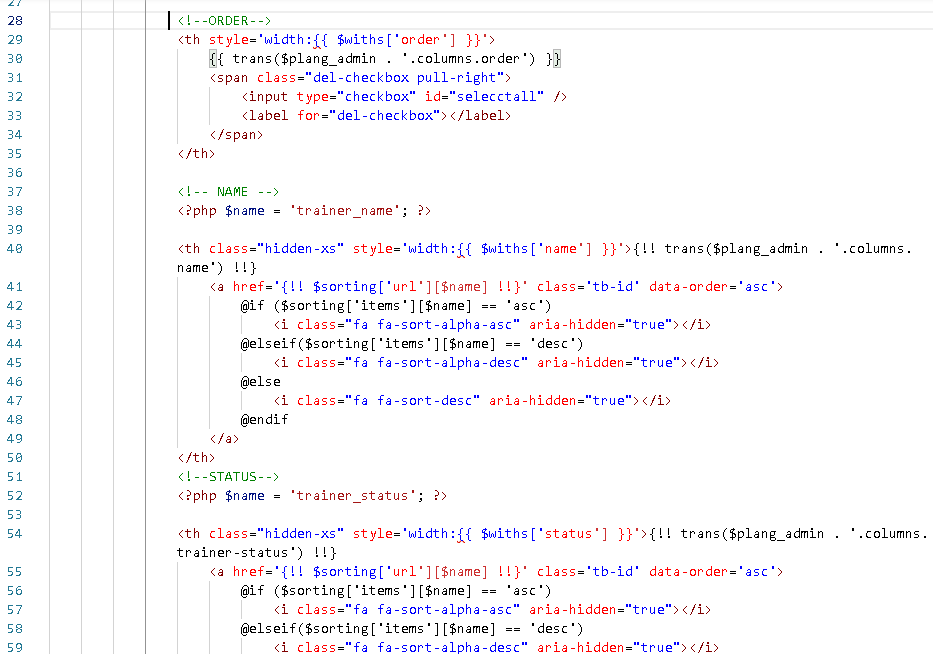 27
28 <!--ORDER-->
29 <th style='width:{{ $withs['order'] }}'>
30 {{ trans($plang_admin . '.columns.order') }}
31 <span class="del-checkbox pull-right">
32 <input type="checkbox" id="selecctall" />
33 <label for="del-checkbox"></label>
34 </span>
35 </th>
36
37 <!-- NAME -->
38 <?php $name = 'trainer_name'; ?>
39
40 <th class="hidden-xs" style='width:{{ $withs['name'] }}'>{!! trans($plang_admin . '.columns.
name') !!}
41 <a href='{!! $sorting['url'][$name] !!}' class='tb-id' data-order='asc'>
42 @if ($sorting['items'][$name] == 'asc')
43 <i class="fa fa-sort-alpha-asc" aria-hidden="true"></i>
44 @elseif($sorting['items'][$name] == 'desc')
45 <i class="fa fa-sort-alpha-desc" aria-hidden="true"></i>
46 @else
47 <i class="fa fa-sort-desc" aria-hidden="true"></i>
48 @endif
49 </a>
50 </th>
51 <!--STATUS-->
52 <?php $name = 'trainer_status'; ?>
53
54 <th class="hidden-xs" style='width:{{ $withs['status'] }}'>{!! trans($plang_admin . '.columns.
trainer-status') !!}
55 <a href='{!! $sorting['url'][$name] !!}' class='tb-id' data-order='asc'>
56 @if ($sorting['items'][$name] == 'asc')
57 <i class="fa fa-sort-alpha-asc" aria-hidden="true"></i>
58 @elseif($sorting['items'][$name] == 'desc')
59 <i class="fa fa-sort-alpha-desc" aria-hidden="true"></i>